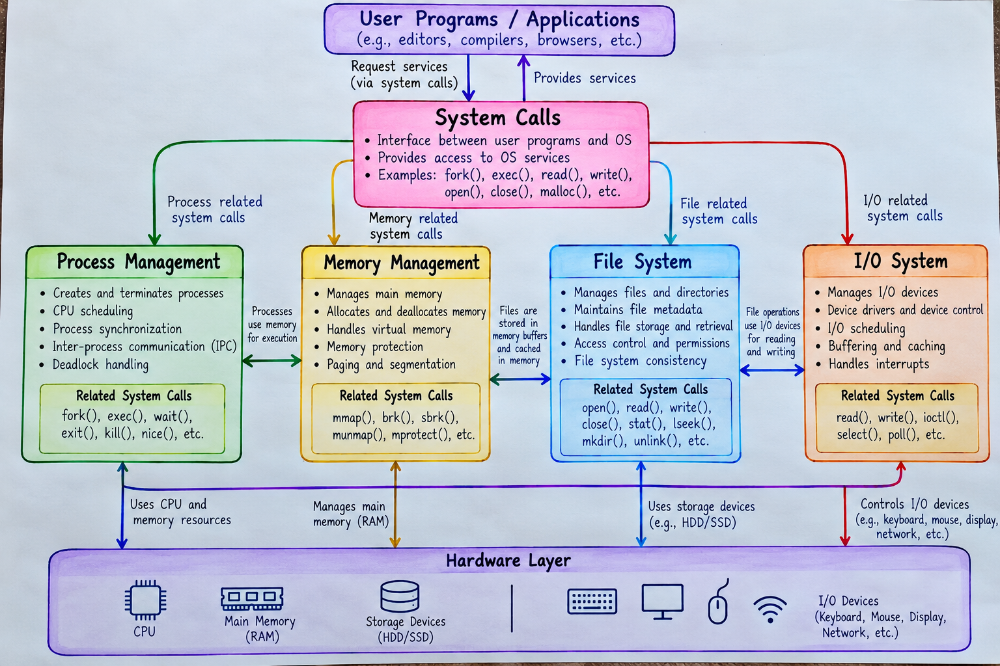 User Programs / Applications
(e.g., editors, compilers, browsers, etc.)
Request services
(via system calls)
Provides services
System Calls
• Interface between user programs and OS
• Provides access to OS services
• Examples: fork(), exec(), read(), write(),
open(), close(), malloc(), etc.
Process related
system calls
Memory related
system calls
File related
system calls
I/O related
system calls
Process Management
• Creates and terminates processes
• CPU scheduling
• Process synchronization
• Inter-process communication (IPC)
• Deadlock handling
Related System Calls
fork(), exec(), wait(),
exit(), kill(), nice(), etc.
Processes
use memory
for execution
Memory Management
• Manages main memory
• Allocates and deallocates memory
• Handles virtual memory
• Memory protection
• Paging and segmentation
Related System Calls
mmap(), brk(), sbrk(),
munmap(), mprotect(), etc.
Files are
stored in
memory buffers
and cached
in memory
File System
• Manages files and directories
• Maintains file metadata
• Handles file storage and retrieval
• Access control and permissions
• File system consistency
Related System Calls
open(), read(), write(),
close(), stat(), lseek(),
mkdir(), unlink(), etc.
File operations
use I/O devices
for reading
and writing
I/O System
• Manages I/O devices
• Device drivers and device control
• I/O scheduling
• Buffering and caching
• Handles interrupts
Related System Calls
read(), write(), ioctl(),
select(), poll(), etc.
Uses CPU and
memory resources
Manages main
memory (RAM)
Uses storage devices
(e.g., HDD/SSD)
Controls I/O devices
(e.g., keyboard, mouse, display,
network, etc.)
Hardware Layer
CPU
Main Memory
(RAM)
Storage Devices
(HDD/SSD)
I/O Devices
(Keyboard, Mouse, Display,
Network, etc.)